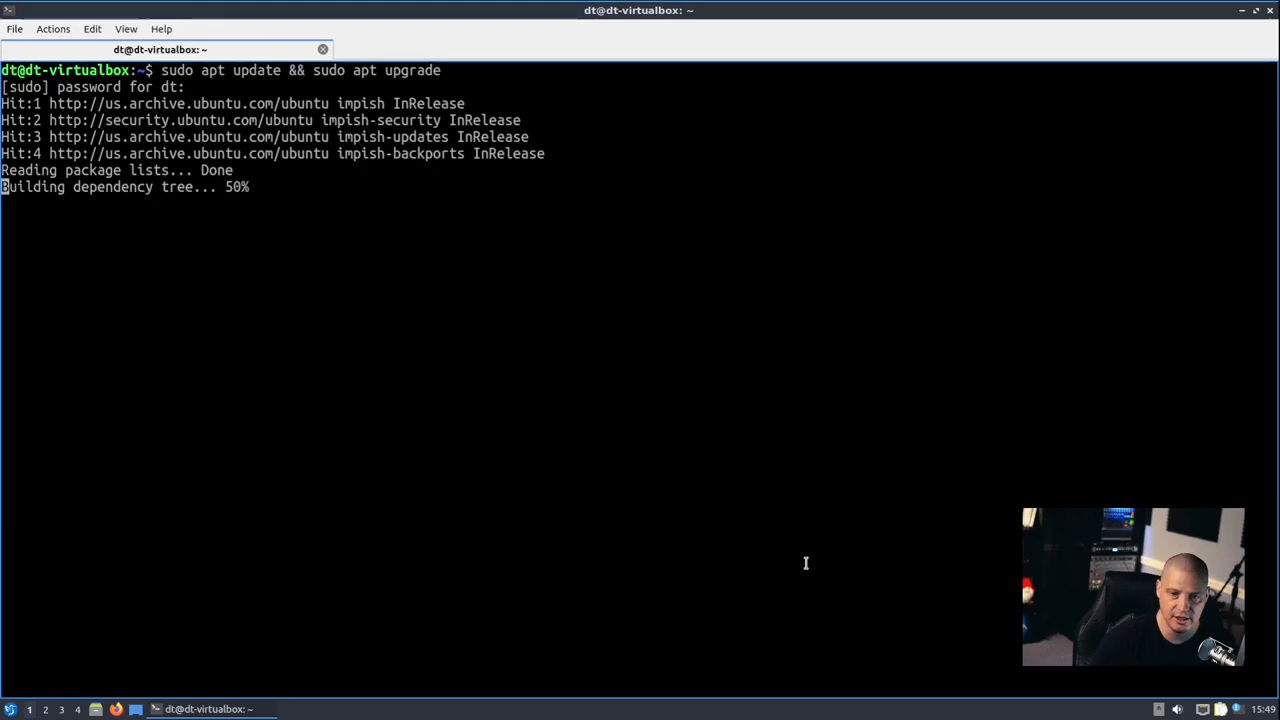 dt@dt-virtualbox: ~
File Actions Edit View Help
dt@dt-virtualbox: ~
dt@dt-virtualbox:~$ sudo apt update && sudo apt upgrade
[sudo] password for dt:
Hit:1 http://us.archive.ubuntu.com/ubuntu impish InRelease
Hit:2 http://security.ubuntu.com/ubuntu impish-security InRelease
Hit:3 http://us.archive.ubuntu.com/ubuntu impish-updates InRelease
Hit:4 http://us.archive.ubuntu.com/ubuntu impish-backports InRelease
Reading package lists... Done
Building dependency tree... 50%
1 2 3 4 dt@dt-virtualbox: ~ 15:49